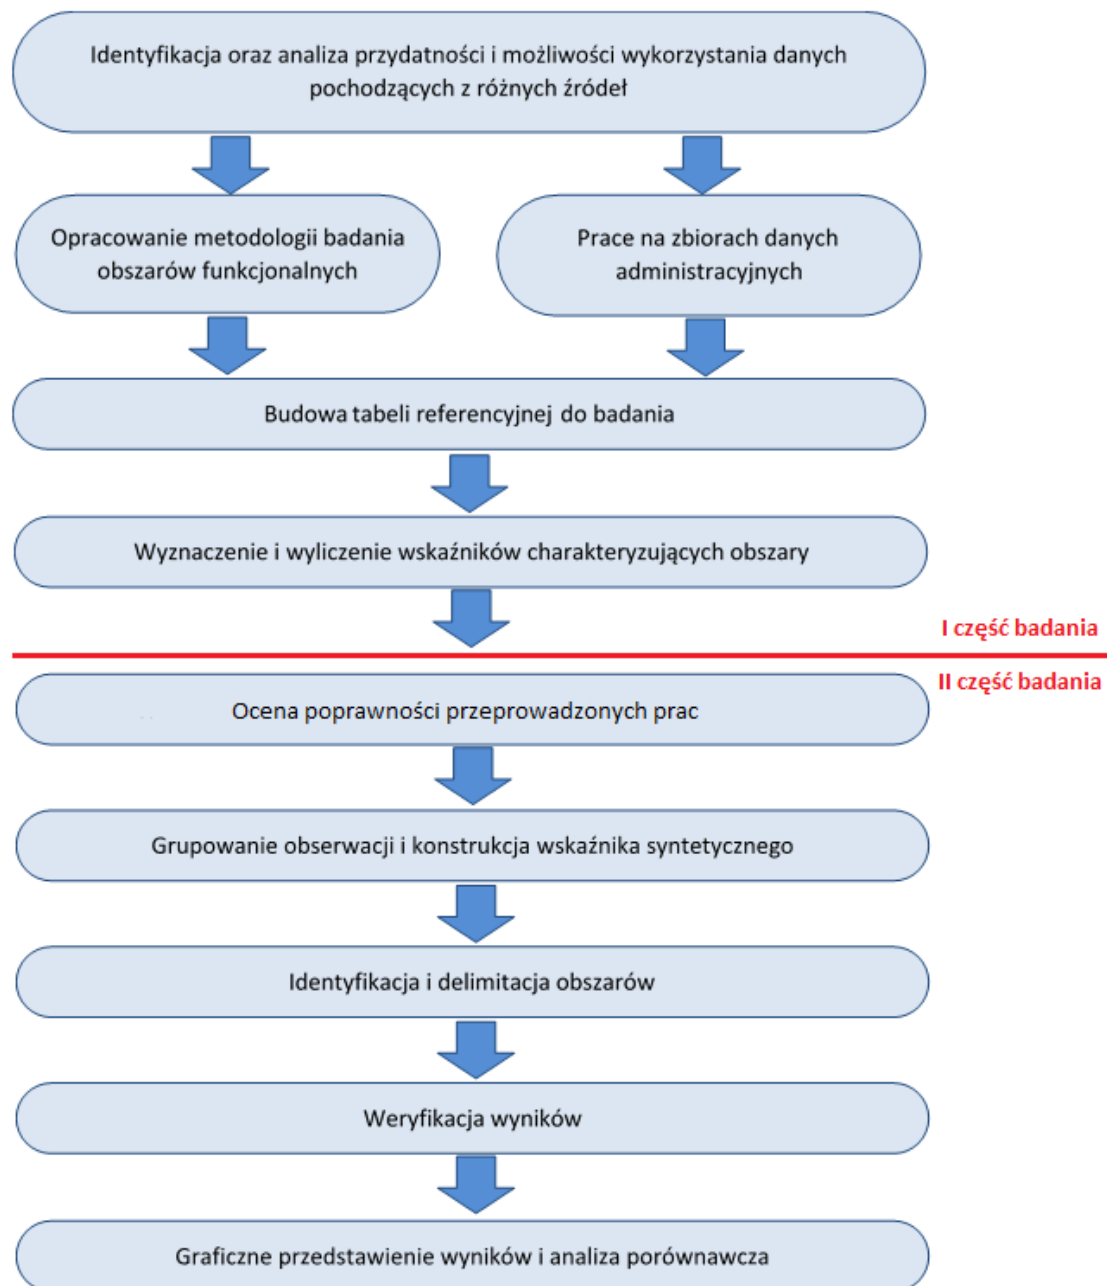 Identyfikacja oraz analiza przydatności i możliwości wykorzystania danych
pochodzących z różnych źródeł
Opracowanie metodologii badania
obszarów funkcjonalnych
Prace na zbiorach danych
administracyjnych
Budowa tabeli referencyjnej do badania
Wyznaczenie i wyliczenie wskaźników charakteryzujących obszary
I część badania
II część badania
Ocena poprawności przeprowadzonych prac
Grupowanie obserwacji i konstrukcja wskaźnika syntetycznego
Identyfikacja i delimitacja obszarów
Weryfikacja wyników
Graficzne przedstawienie wyników i analiza porównawcza